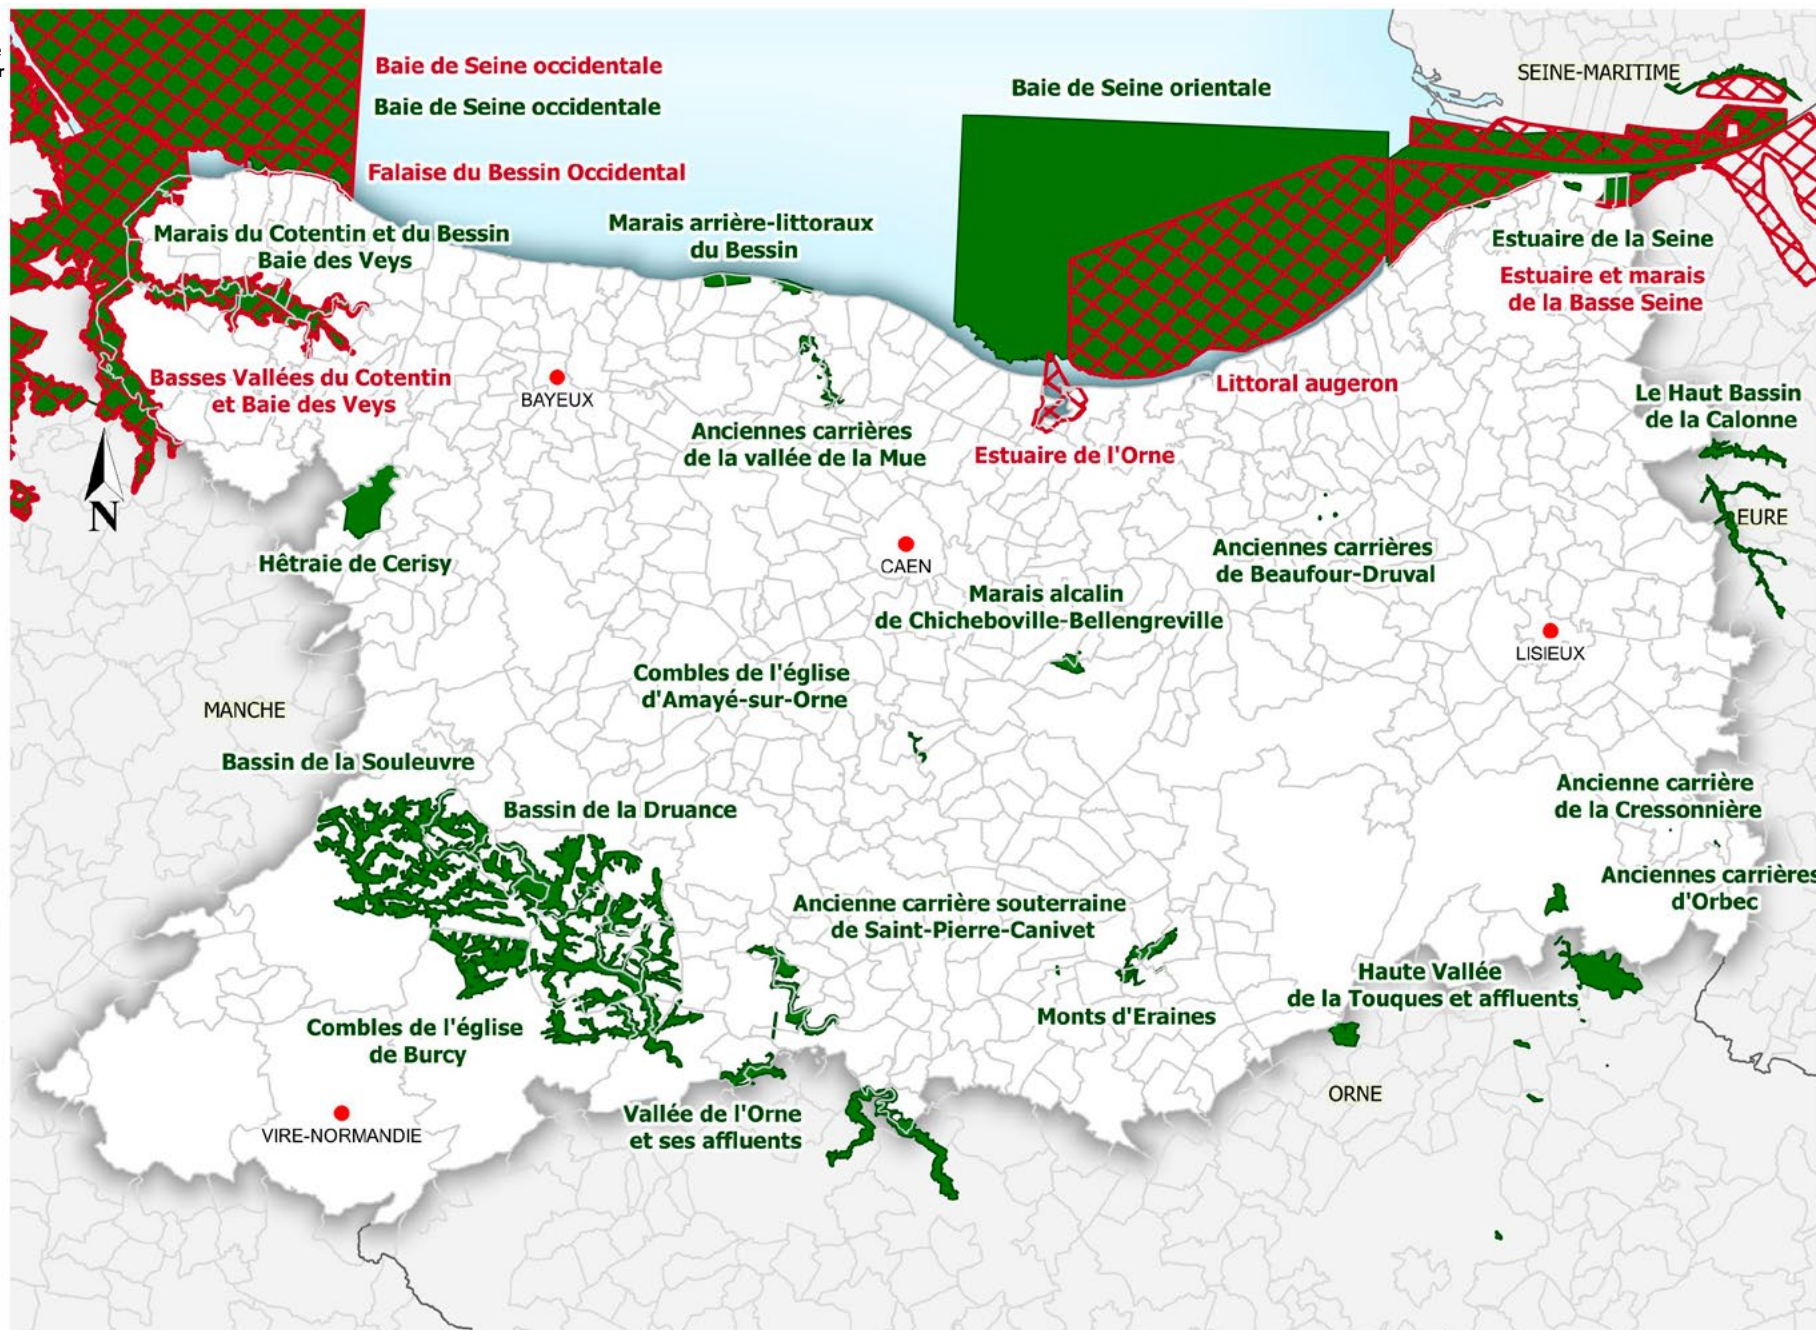 Baie de Seine occidentale
Baie de Seine occidentale
Falaise du Bessin Occidental
Baie de Seine orientale
SEINE-MARITIME
Marais du Cotentin et du Bessin
Baie des Veys
Marais arrière-littoraux
du Bessin
Estuaire de la Seine
Estuaire et marais
de la Basse Seine
Basses Vallées du Cotentin
et Baie des Veys
BAYEUX
Littoral augeron
Le Haut Bassin
de la Calonne
Anciennes carrières
de la vallée de la Mue
Estuaire de l'Orne
N
EURE
Hêtraie de Cerisy
CAEN
Anciennes carrières
de Beaufour-Druval
Marais alcalin
de Chicheboville-Bellengreville
LISIEUX
Combles de l'église
d'Amayé-sur-Orne
MANCHE
Bassin de la Souleuvre
Bassin de la Druance
Ancienne carrière
de la Cressonnière
Anciennes carrières
d'Orbec
Ancienne carrière souterraine
de Saint-Pierre-Canivet
Haute Vallée
de la Touques et affluents
Monts d'Eraines
Combles de l'église
de Burcy
ORNE
Vallée de l'Orne
et ses affluents
VIRE-NORMANDIE